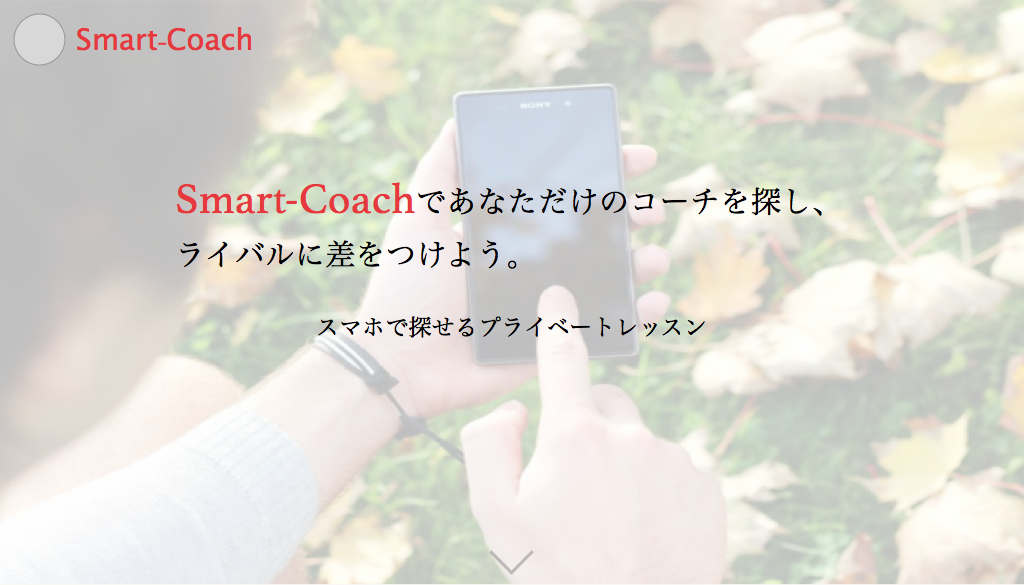 Smart-Coach
SONY
Smart-Coachであなただけのコーチを探し、
ライバルに差をつけよう。
スマホで探せるプライベートレッスン